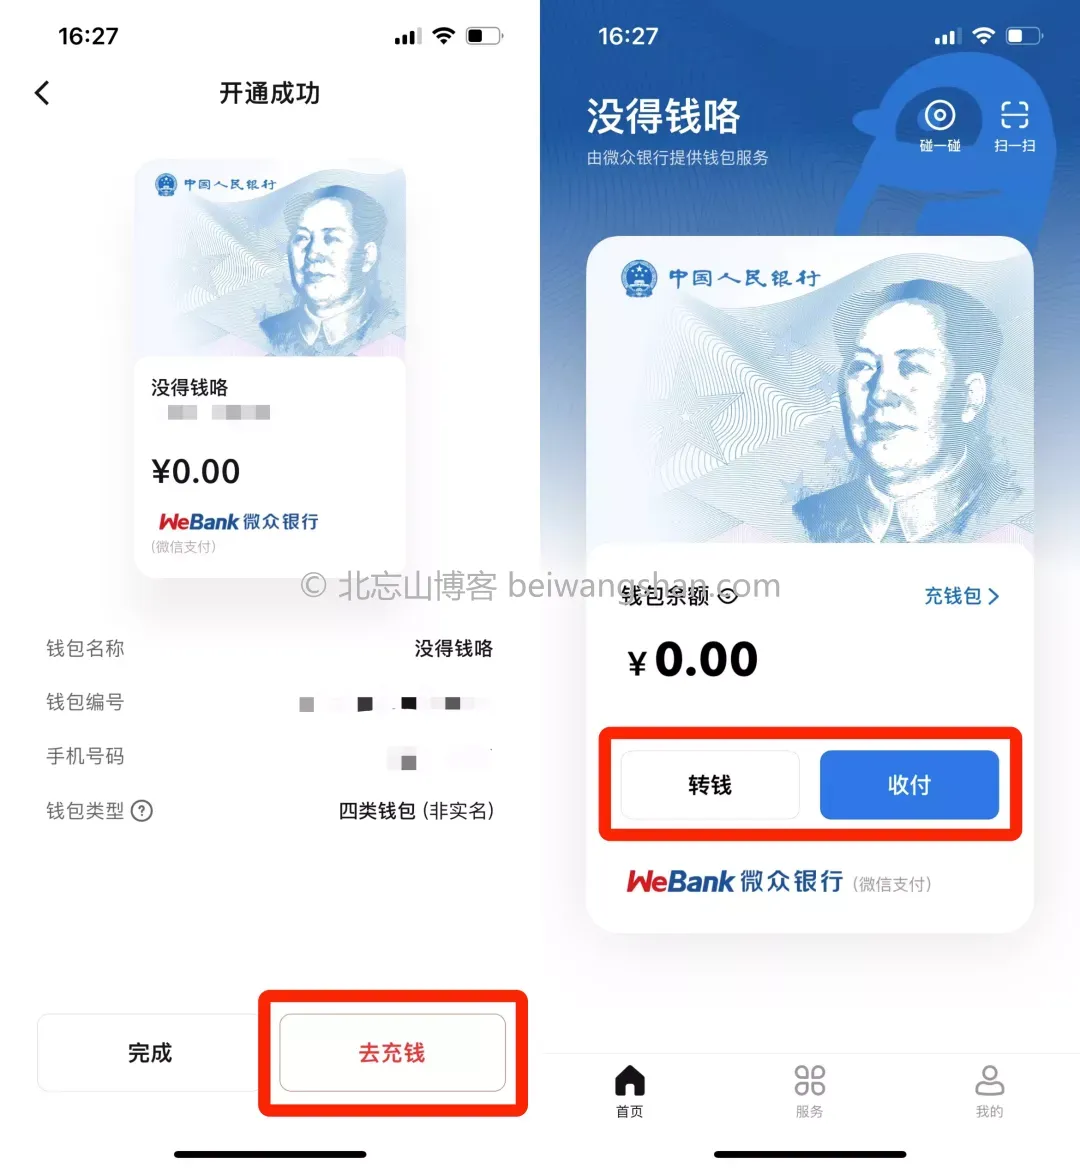 16:27
开通成功
中国人民银行
没得钱咯
¥0.00
WeBank 微众银行
(微信支付)
钱包名称 没得钱咯
钱包编号
手机号码
钱包类型 ? 四类钱包 (非实名)
完成 去充钱
16:27
没得钱咯
由微众银行提供钱包服务
碰一碰 扫一扫
中国人民银行
钱包余额 充钱包 >
¥ 0.00
转钱 收付
WeBank 微众银行 (微信支付)
首页 服务 我的
© 北忘山博客 beiwangshan.com